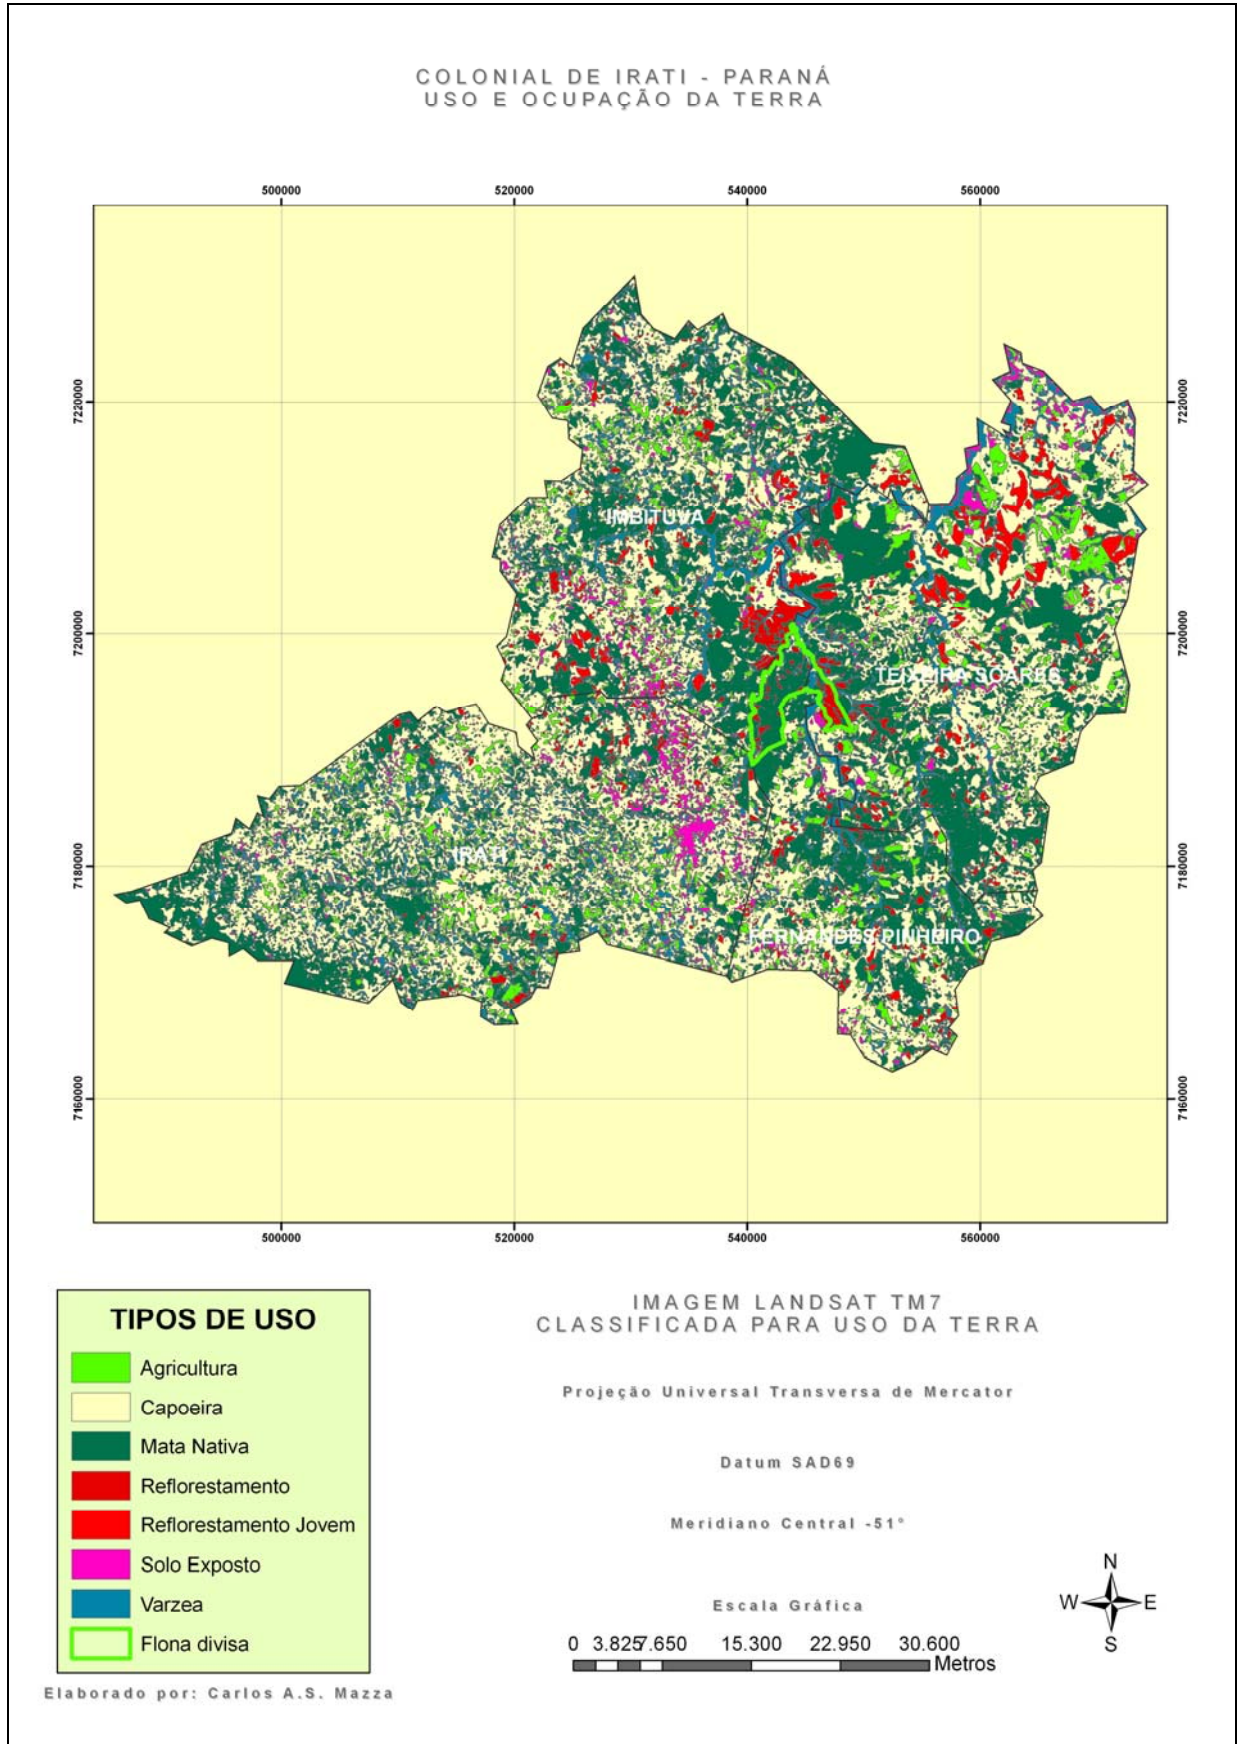 COLONIAL DE IRATI - PARANÁ
USO E OCUPAÇÃO DA TERRA
500000 520000 540000 560000
7220000 7220000
IMBITUVA
7200000 7200000
TEIXEIRA SOARES
IRATI
7180000 7180000
FERNANDES PINHEIRO
7160000 7160000
500000 520000 540000 560000
TIPOS DE USO
Agricultura
Capoeira
Mata Nativa
Reflorestamento
Reflorestamento Jovem
Solo Exposto
Varzea
Flona divisa
Elaborado por: Carlos A.S. Mazza
IMAGEM LANDSAT TM7
CLASSIFICADA PARA USO DA TERRA
Projeção Universal Transversa de Mercator
Datum SAD69
Meridiano Central -51°
Escala Gráfica
0 3.825 7.650 15.300 22.950 30.600
Metros
N
W E
S